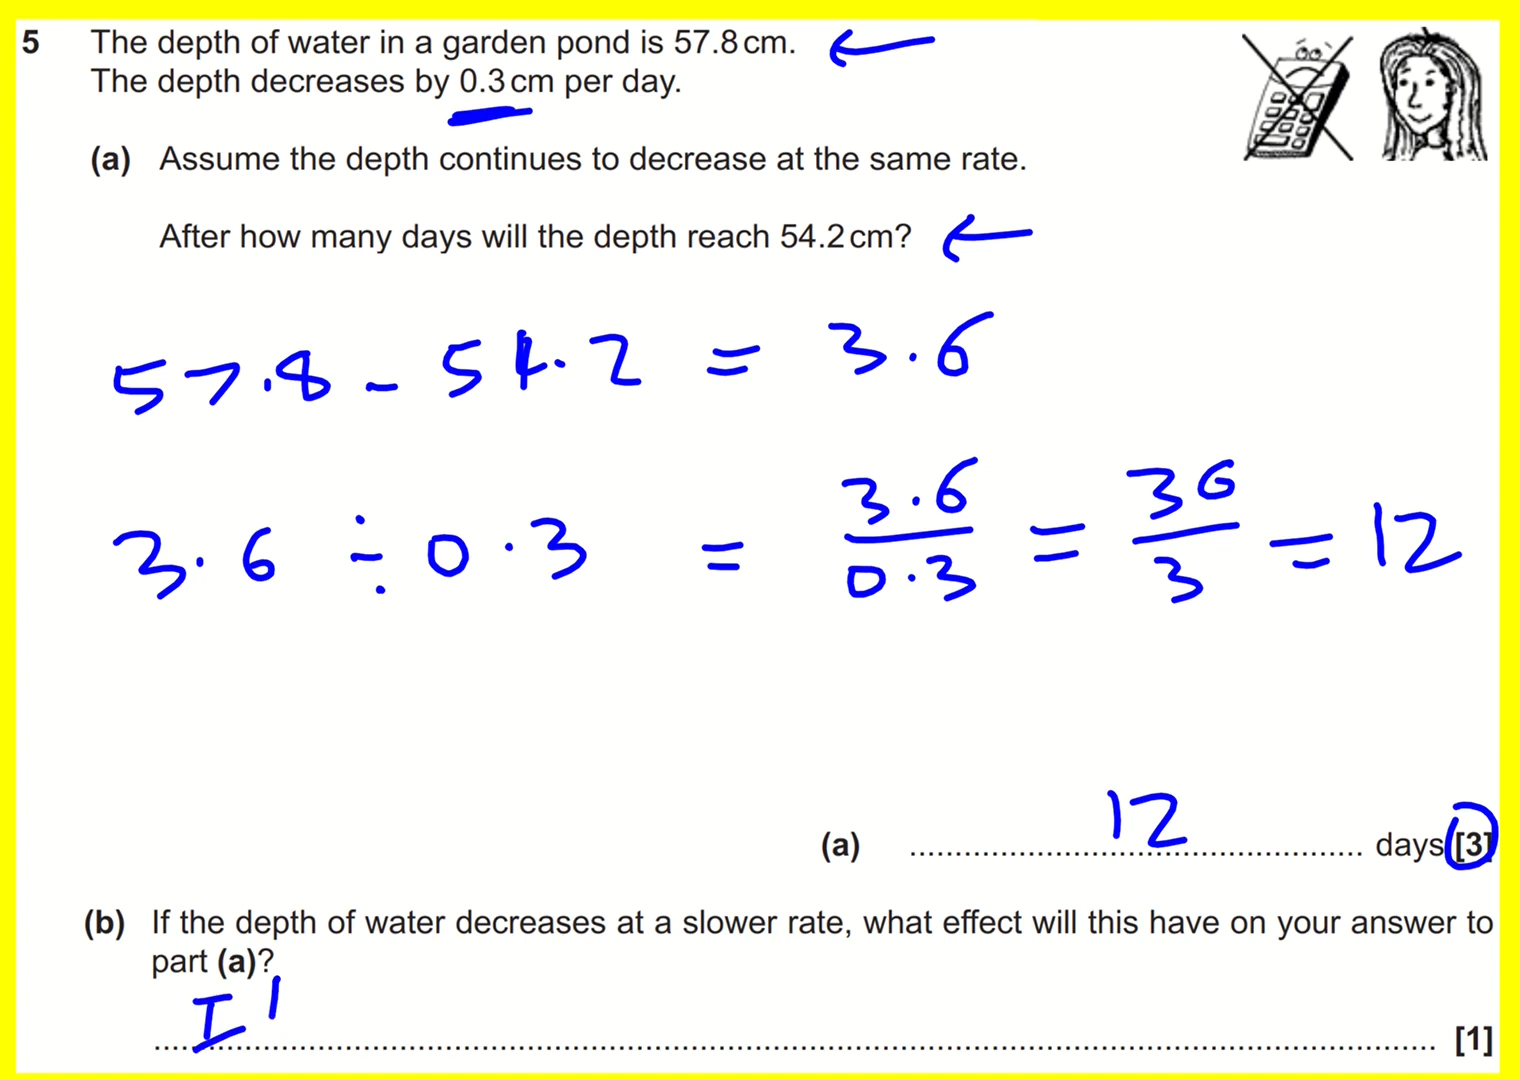 5 The depth of water in a garden pond is 57.8 cm.
The depth decreases by 0.3 cm per day.
(a) Assume the depth continues to decrease at the same rate.
After how many days will the depth reach 54.2 cm?
57.8 - 54.2 = 3.6
3.6 ÷ 0.3 = 3.6/0.3 = 36/3 = 12
(a) 12 days [3]
(b) If the depth of water decreases at a slower rate, what effect will this have on your answer to
part (a)?
I
[1]